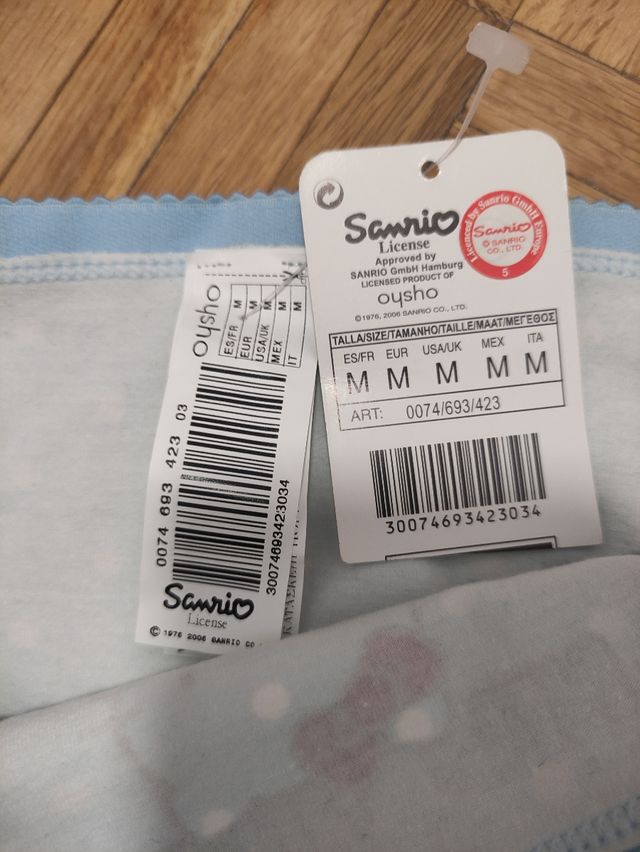 Sanrio
License
Approved by
SANRIO GmbH Hamburg
LICENSED PRODUCT OF
oysho
©1976, 2006 SANRIO CO., LTD.
Licenced by Sanrio GmbH Europe
Sanrio
© SANRIO
CO., LTD.
5
TALLA/SIZE/TAMANHO/TAILLE/MAAT/ΜΕΓΕΘΟΣ
ES/FR EUR USA/UK MEX ITA
M M M M M
ART: 0074/693/423
30074693423034
oysho
ES/FR M
EUR M
USA/UK M
MEX M
IT M
0074 693 423 03
30074693423034
Sanrio
License
© 1976 2006 SANRIO CO